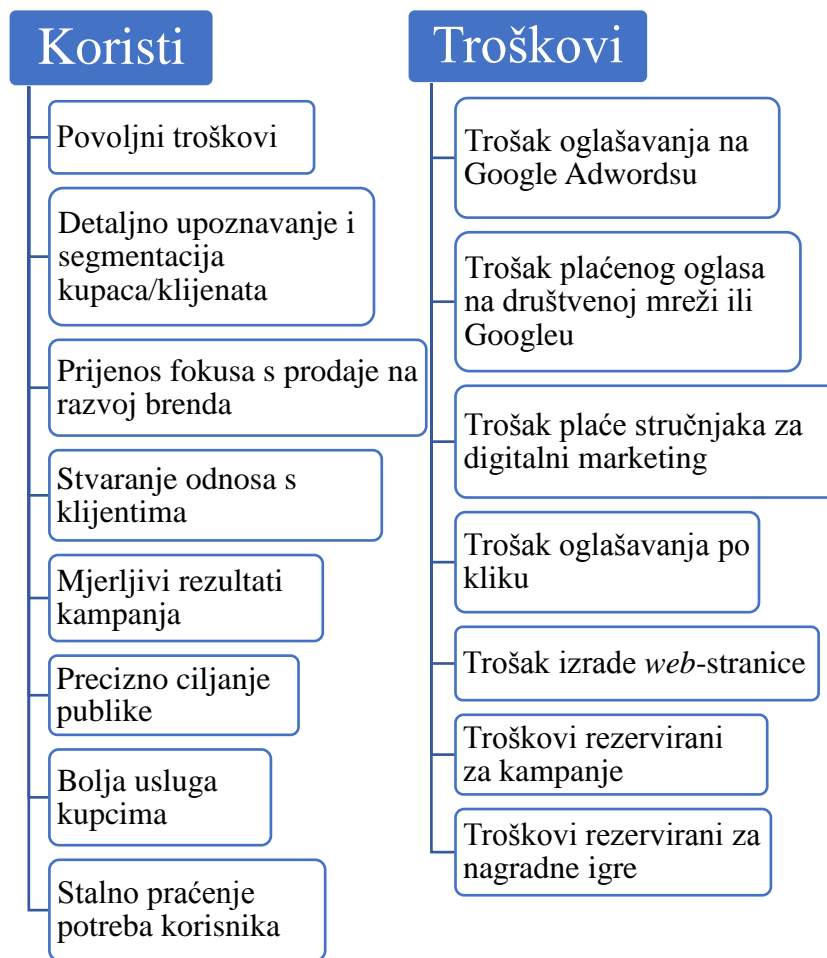 Koristi
Povoljni troškovi
Detaljno upoznavanje i
segmentacija
kupaca/klijenata
Prijenos fokusa s prodaje na
razvoj brenda
Stvaranje odnosa s
klijentima
Mjerljivi rezultati
kampanja
Precizno ciljanje
publike
Bolja usluga
kupcima
Stalno praćenje
potreba korisnika
Troškovi
Trošak oglašavanja na
Google Adwordsu
Trošak plaćenog oglasa
na društvenoj mreži ili
Googleu
Trošak plaće stručnjaka za
digitalni marketing
Trošak oglašavanja po
kliku
Trošak izrade web-stranice
Troškovi rezervirani
za kampanje
Troškovi rezervirani za
nagradne igre